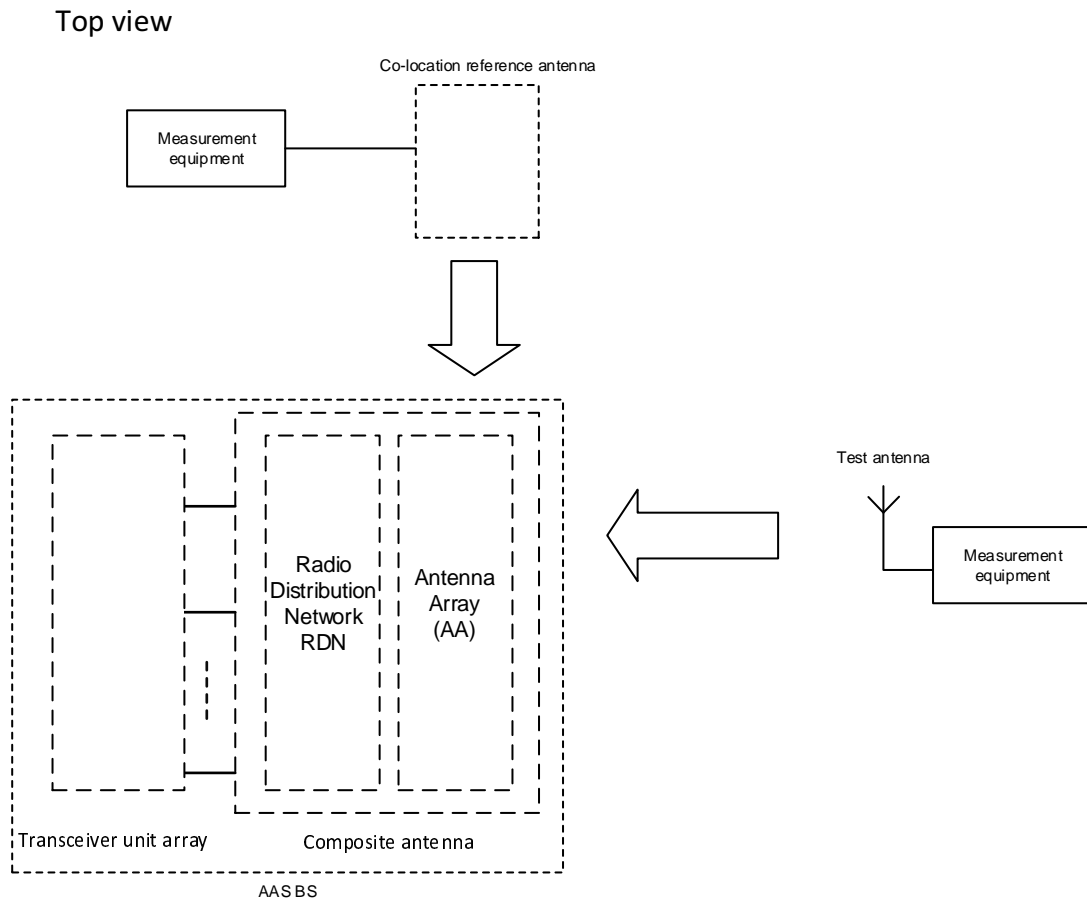 Top view
Co-location reference antenna
Measurement
equipment
Test antenna
Measurement
equipment
Radio
Distribution
Network
RDN
Antenna
Array
(AA)
Transceiver unit array
Composite antenna
AAS BS